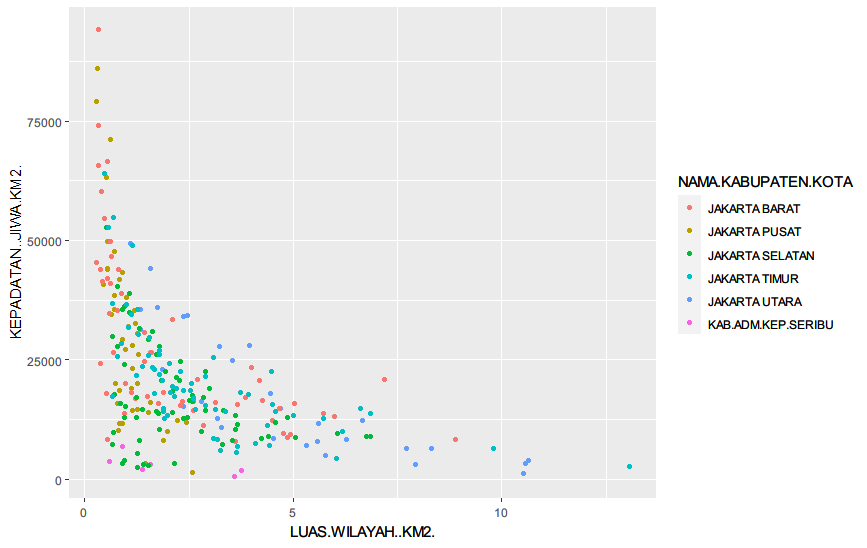 KEPADATAN..JIWA.KM2.
75000
50000
25000
0
0
5
10
LUAS.WILAYAH..KM2.
NAMA.KABUPATEN.KOTA
JAKARTA BARAT
JAKARTA PUSAT
JAKARTA SELATAN
JAKARTA TIMUR
JAKARTA UTARA
KAB.ADM.KEP.SERIBU